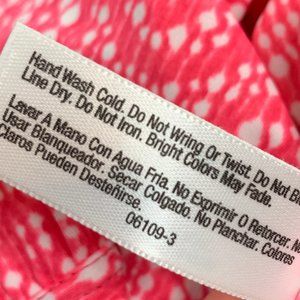 Hand Wash Cold. Do Not Wring Or Twist. Do Not
Line Dry. Do Not Iron. Bright Colors May Fade.
Lavar A Mano Con Agua Fria. No Exprimir O Retorcer.
Usar Blanqueador. Secar Colgado. No Planchar. Colores
Claros Pueden Desteñirse.
06109-3